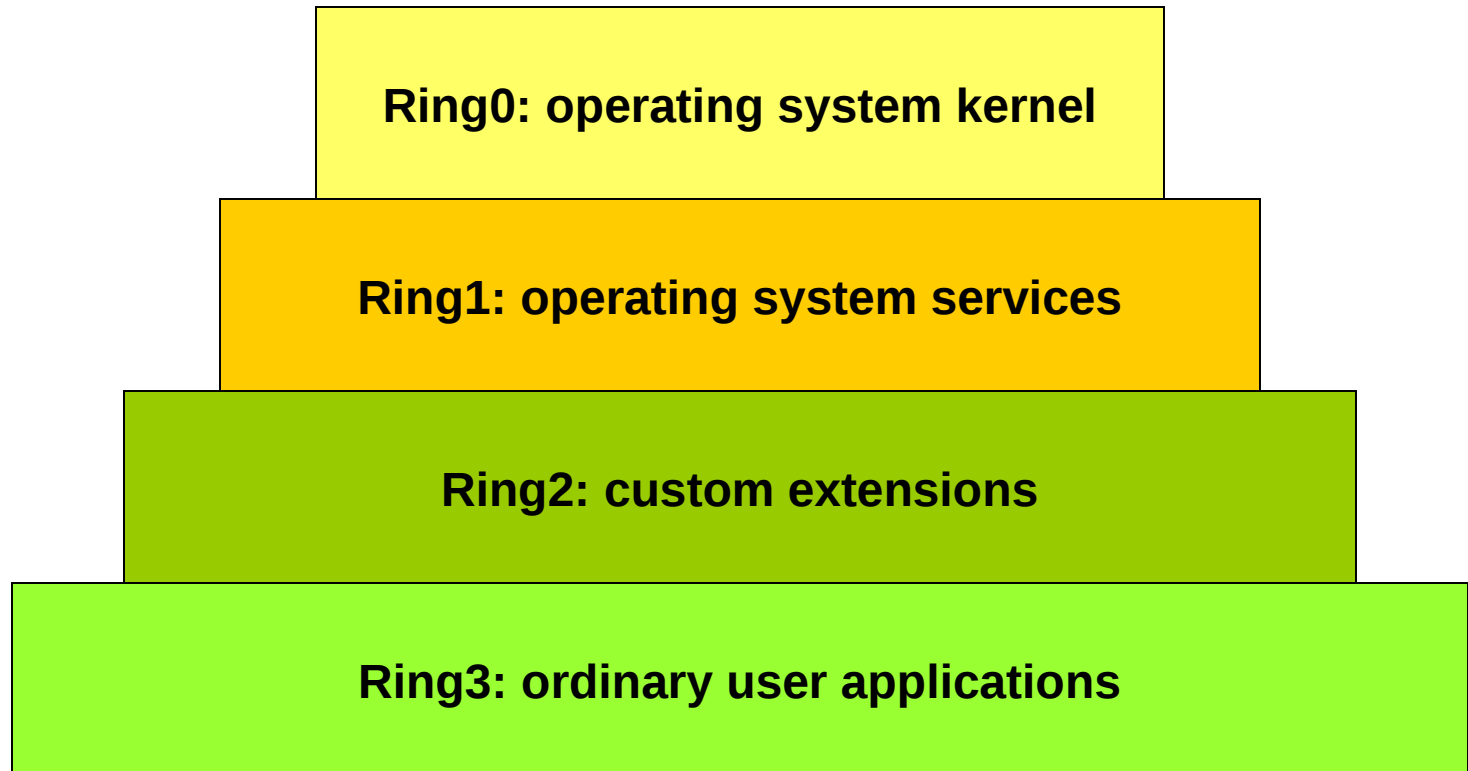 Ring0: operating system kernel
Ring1: operating system services
Ring2: custom extensions
Ring3: ordinary user applications